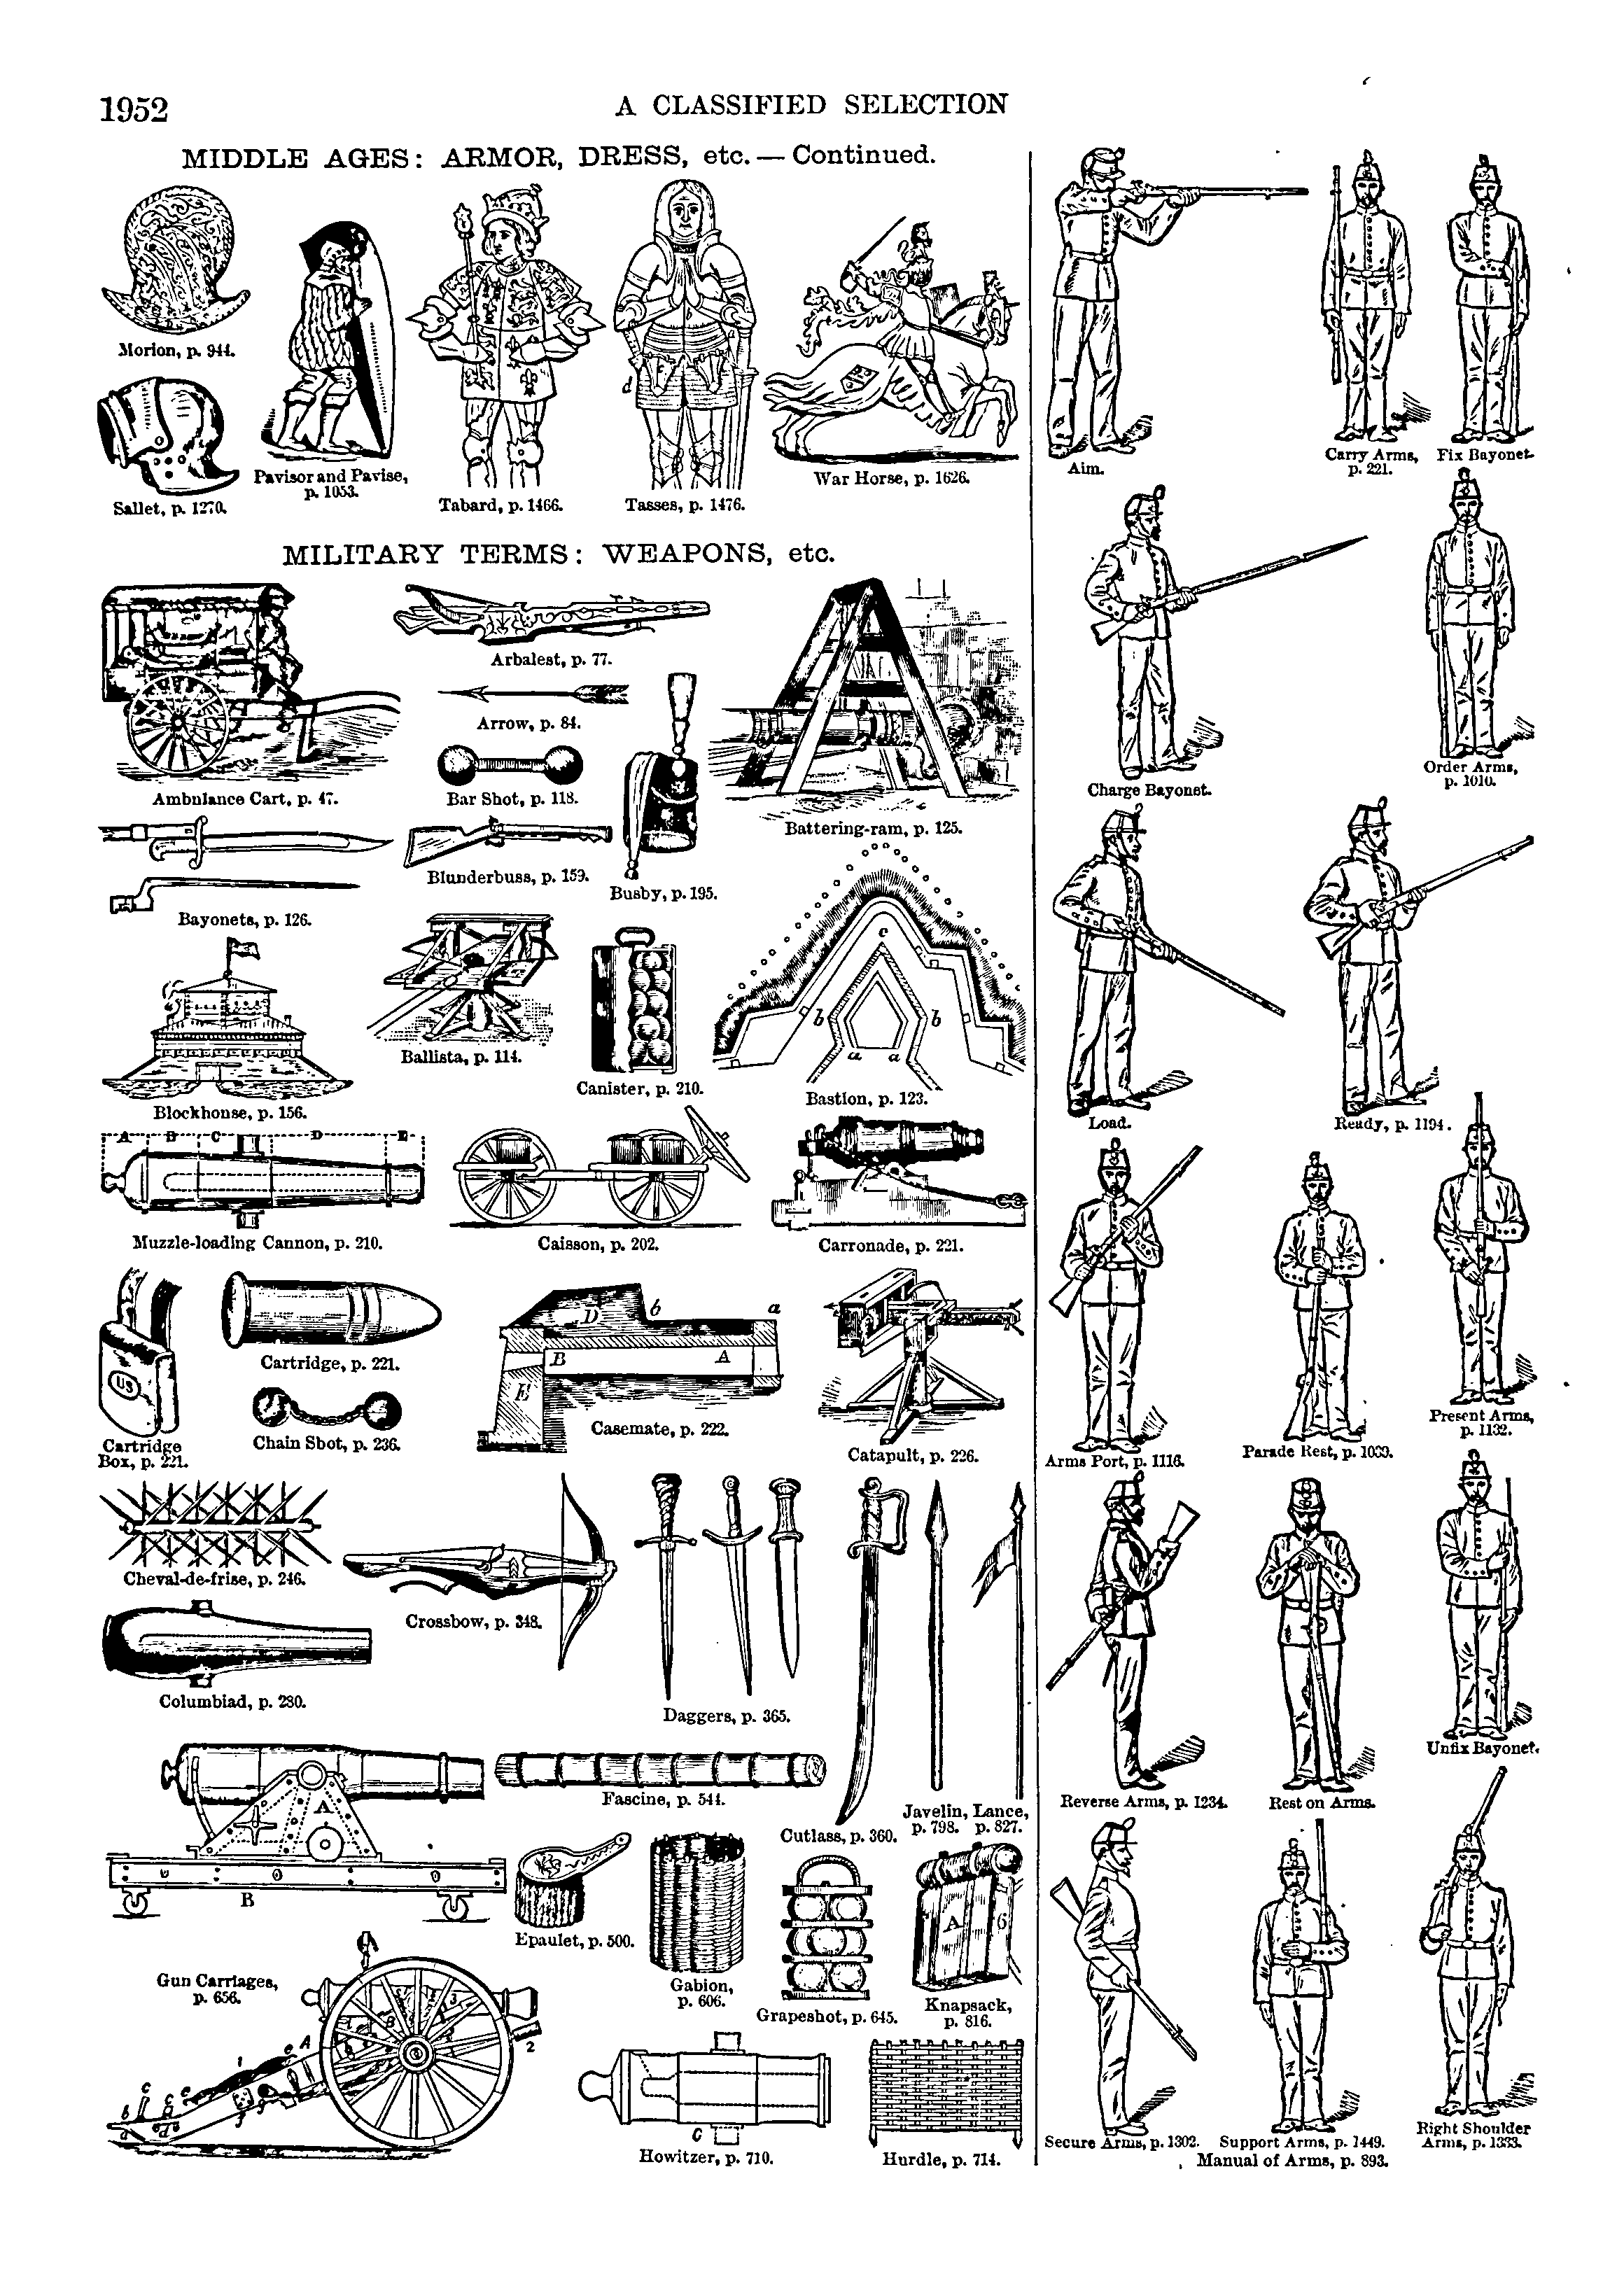 1952
A CLASSIFIED SELECTION
MIDDLE AGES: ARMOR, DRESS, etc. — Continued.
Morion, p. 944.
Sallet, p. 1270.
Pavisor and Pavise,
p. 1053.
Tabard, p. 1466.
d
Tasses, p. 1476.
War Horse, p. 1626.
MILITARY TERMS: WEAPONS, etc.
Ambulance Cart, p. 47.
Arbalest, p. 77.
Arrow, p. 84.
Bar Shot, p. 118.
Battering-ram, p. 125.
Bayonets, p. 126.
Blunderbuss, p. 159.
Busby, p. 195.
Blockhouse, p. 156.
Ballista, p. 114.
Canister, p. 210.
c
b b
a a
Bastion, p. 123.
A B C D E
Muzzle-loading Cannon, p. 210.
Caisson, p. 202.
Carronade, p. 221.
US
Cartridge
Box, p. 221.
Cartridge, p. 221.
Chain Shot, p. 236.
D b a
B A
E
Casemate, p. 222.
Catapult, p. 226.
Cheval-de-frise, p. 246.
Crossbow, p. 348.
Columbiad, p. 280.
Daggers, p. 365.
Cutlass, p. 360.
Javelin, Lance,
p. 798. p. 827.
Fascine, p. 544.
A
B
Epaulet, p. 500.
Gabion,
p. 606.
Grapeshot, p. 645.
A 6
Knapsack,
p. 816.
Gun Carriages,
p. 656.
2
C
Howitzer, p. 710.
Hurdle, p. 714.
Aim.
Carry Arms,
p. 221.
Fix Bayonet.
Charge Bayonet.
Order Arms,
p. 1010.
Load.
Ready, p. 1194.
Arms Port, p. 1116.
Parade Rest, p. 1039.
Present Arms,
p. 1132.
Reverse Arms, p. 1234.
Rest on Arms.
Unfix Bayonet.
Secure Arms, p. 1302.
Support Arms, p. 1449.
Right Shoulder
Arms, p. 1333.
Manual of Arms, p. 893.